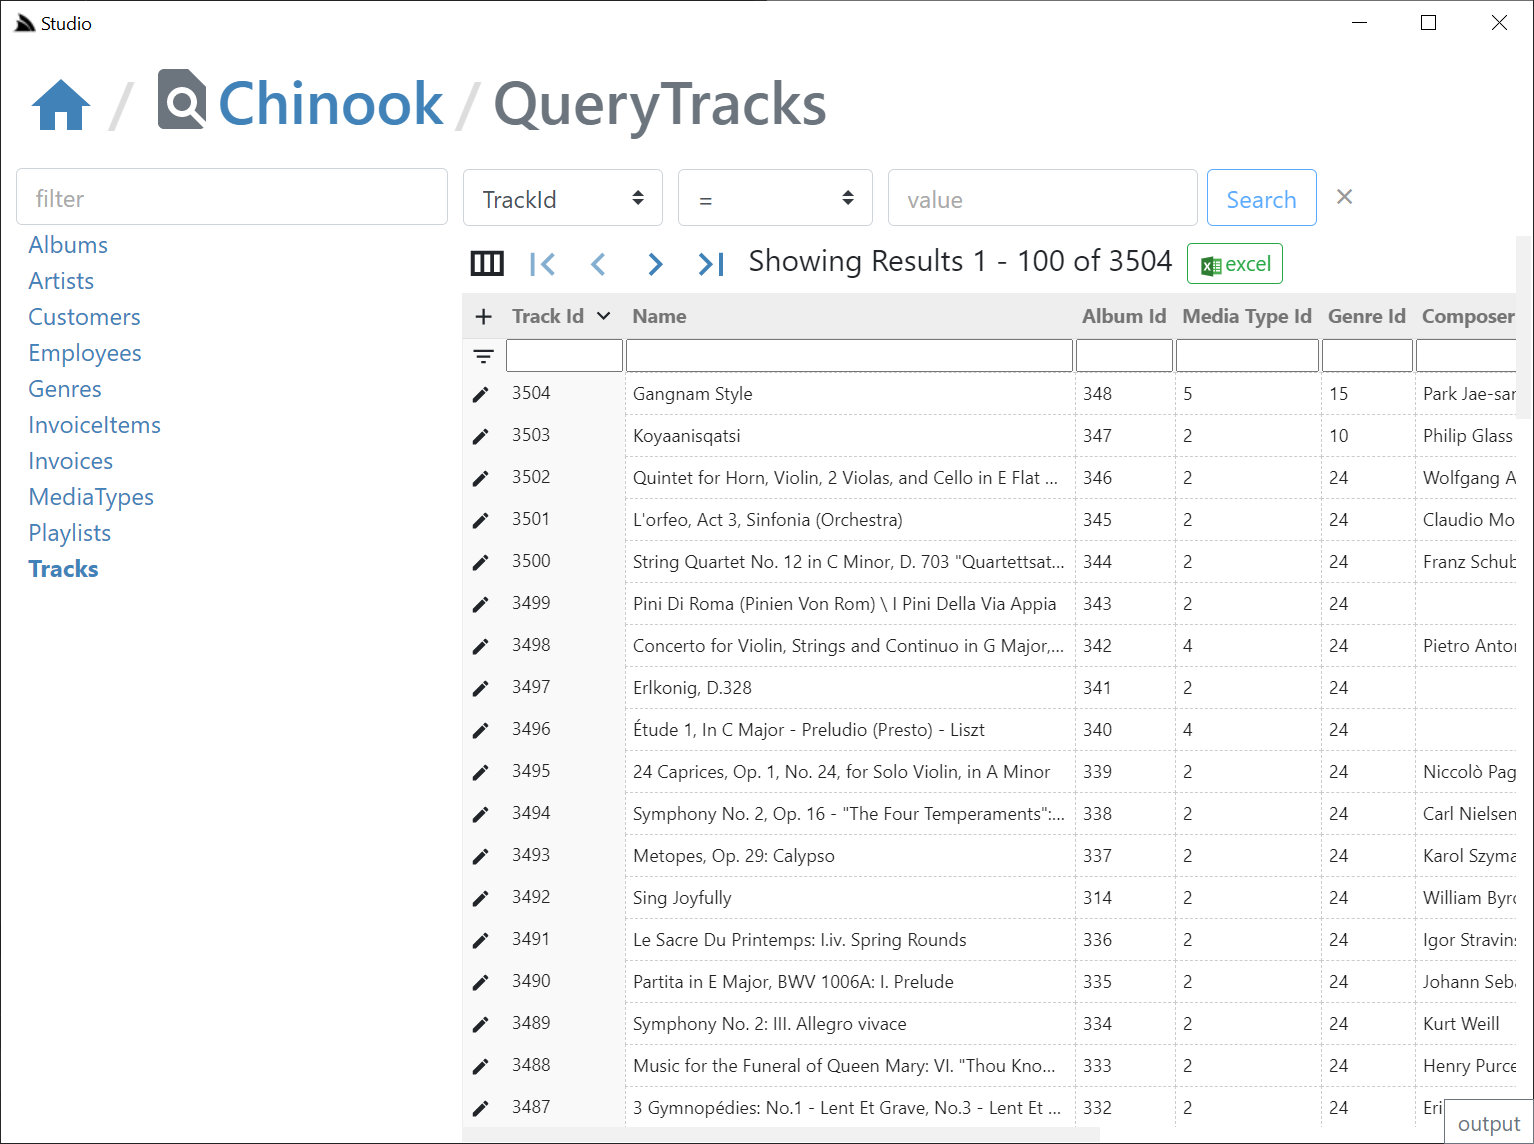 Studio
/ Chinook / QueryTracks
filter
TrackId = value Search ×
Albums
Artists
Customers
Employees
Genres
InvoiceItems
Invoices
MediaTypes
Playlists
Tracks
Showing Results 1 - 100 of 3504 excel
+ Track Id Name Album Id Media Type Id Genre Id Composer
3504 Gangnam Style 348 5 15 Park Jae-sar
3503 Koyaanisqatsi 347 2 10 Philip Glass
3502 Quintet for Horn, Violin, 2 Violas, and Cello in E Flat ... 346 2 24 Wolfgang A
3501 L'orfeo, Act 3, Sinfonia (Orchestra) 345 2 24 Claudio Mo
3500 String Quartet No. 12 in C Minor, D. 703 "Quartettsat... 344 2 24 Franz Schub
3499 Pini Di Roma (Pinien Von Rom) \ I Pini Della Via Appia 343 2 24
3498 Concerto for Violin, Strings and Continuo in G Major,... 342 4 24 Pietro Anto
3497 Erlkonig, D.328 341 2 24
3496 Étude 1, In C Major - Preludio (Presto) - Liszt 340 4 24
3495 24 Caprices, Op. 1, No. 24, for Solo Violin, in A Minor 339 2 24 Niccolò Pag
3494 Symphony No. 2, Op. 16 - "The Four Temperaments":... 338 2 24 Carl Nielsen
3493 Metopes, Op. 29: Calypso 337 2 24 Karol Szyma
3492 Sing Joyfully 314 2 24 William Byrd
3491 Le Sacre Du Printemps: I.iv. Spring Rounds 336 2 24 Igor Stravins
3490 Partita in E Major, BWV 1006A: I. Prelude 335 2 24 Johann Seba
3489 Symphony No. 2: III. Allegro vivace 334 2 24 Kurt Weill
3488 Music for the Funeral of Queen Mary: VI. "Thou Kno... 333 2 24 Henry Purce
3487 3 Gymnopédies: No.1 - Lent Et Grave, No.3 - Lent Et ... 332 2 24 Eri
output